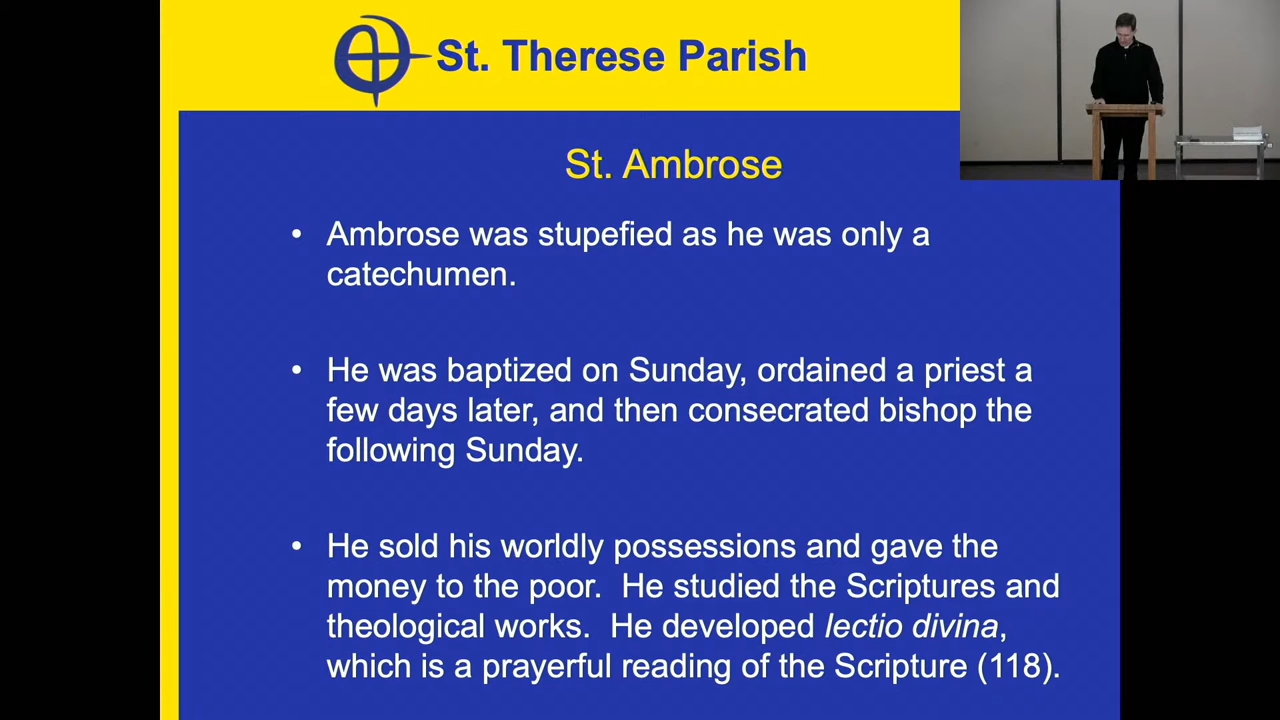 St. Therese Parish
St. Ambrose
• Ambrose was stupefied as he was only a
catechumen.
• He was baptized on Sunday, ordained a priest a
few days later, and then consecrated bishop the
following Sunday.
• He sold his worldly possessions and gave the
money to the poor.  He studied the Scriptures and
theological works.  He developed lectio divina,
which is a prayerful reading of the Scripture (118).